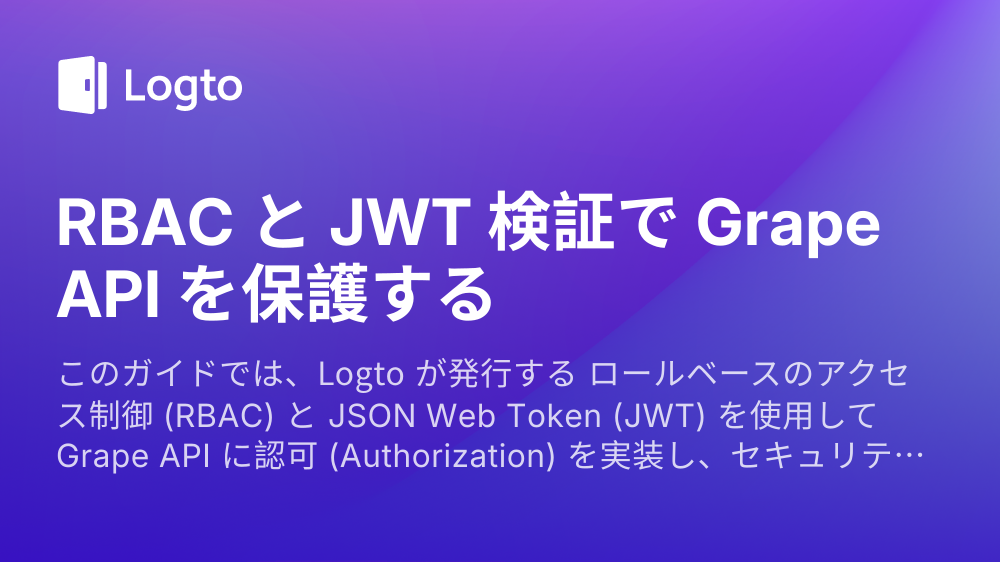 Logto
RBAC と JWT 検証で Grape
API を保護する
このガイドでは、Logto が発行する ロールベースのアクセ
ス制御 (RBAC) と JSON Web Token (JWT) を使用して
Grape API に認可 (Authorization) を実装し、セキュリテ…